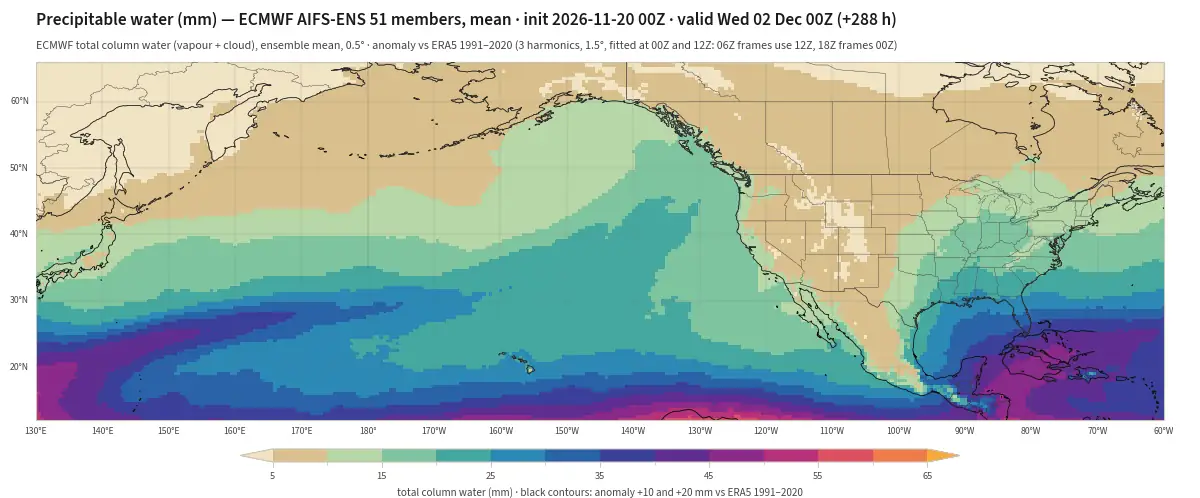 Precipitable water (mm) — ECMWF AIFS-ENS 51 members, mean · init 2026-11-20 00Z · valid Wed 02 Dec 00Z (+288 h)
ECMWF total column water (vapour + cloud), ensemble mean, 0.5° · anomaly vs ERA5 1991–2020 (3 harmonics, 1.5°, fitted at 00Z and 12Z: 06Z frames use 12Z, 18Z frames 00Z)
60°N
50°N
40°N
30°N
20°N
130°E 140°E 150°E 160°E 170°E 180° 170°W 160°W 150°W 140°W 130°W 120°W 110°W 100°W 90°W 80°W 70°W 60°W
5 15 25 35 45 55 65
total column water (mm) · black contours: anomaly +10 and +20 mm vs ERA5 1991–2020